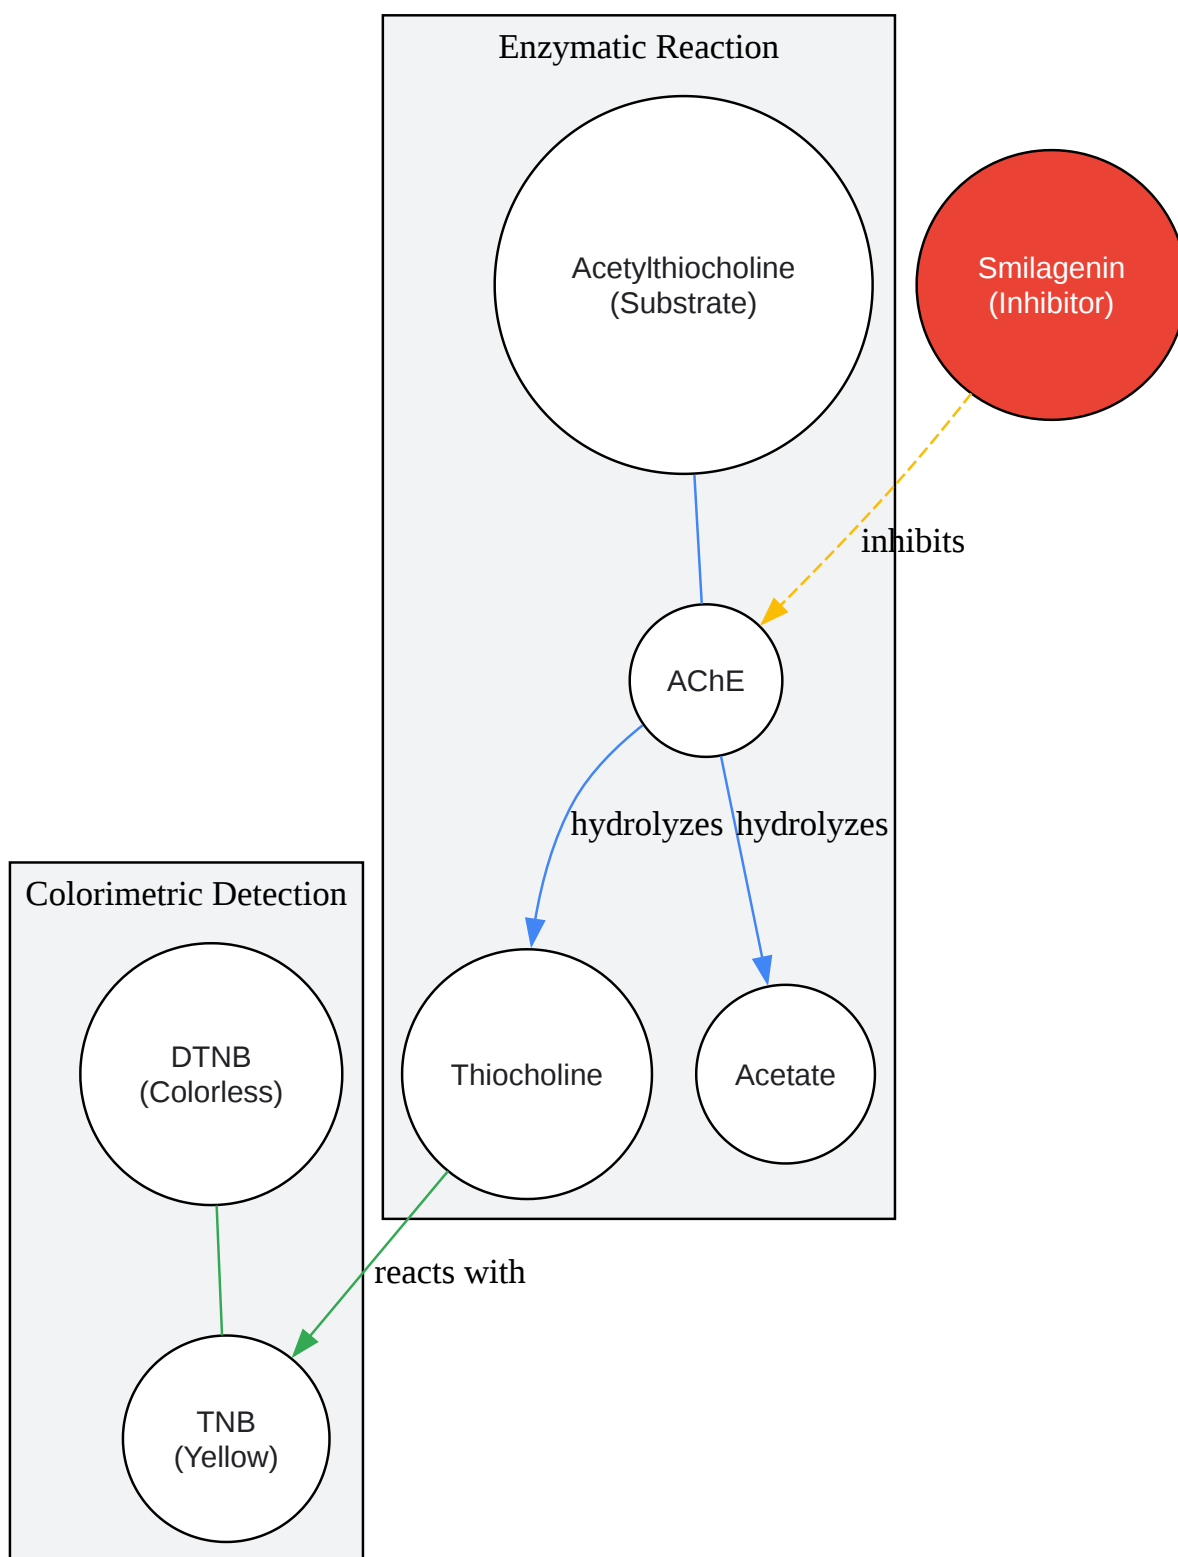 Enzymatic Reaction
Acetylthiocholine
(Substrate)
Smilagenin
(Inhibitor)
inhibits
AChE
hydrolyzes
hydrolyzes
Colorimetric Detection
DTNB
(Colorless)
Thiocholine
Acetate
reacts with
TNB
(Yellow)